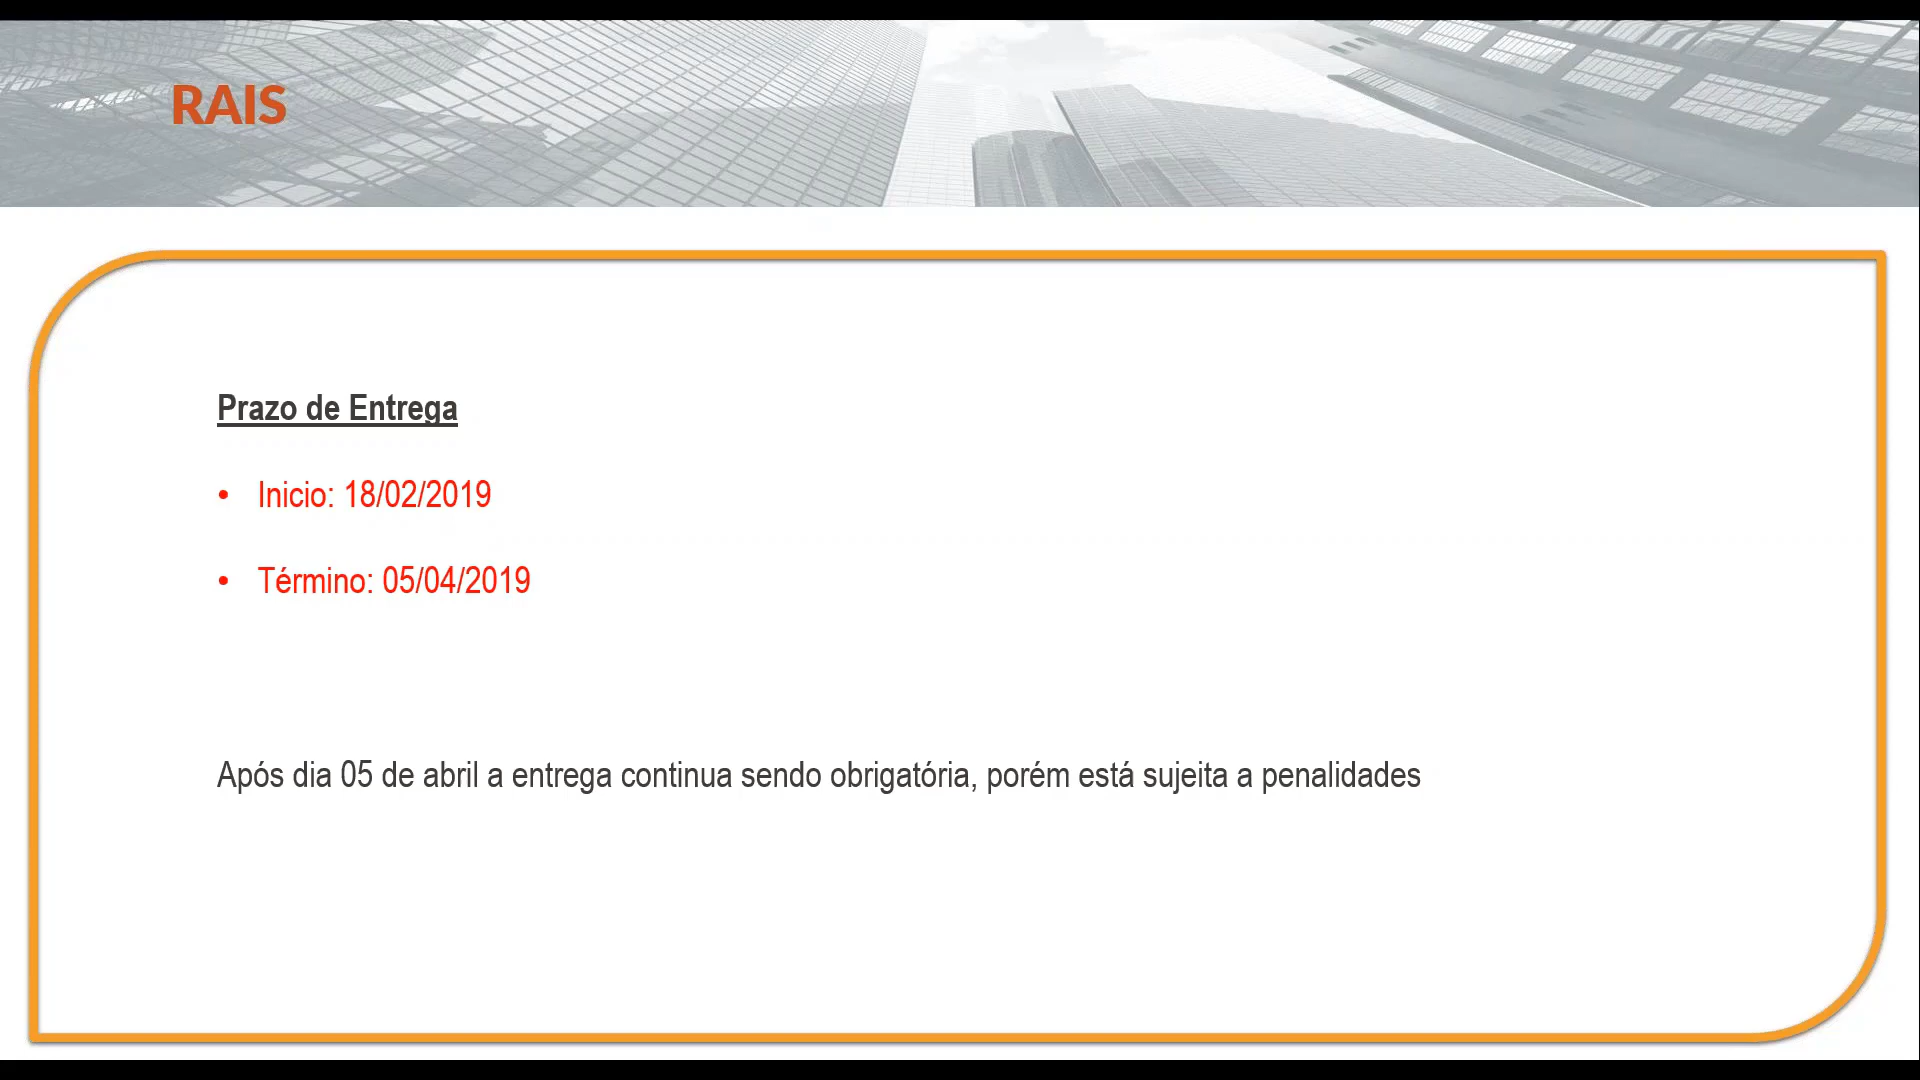 RAIS
Prazo de Entrega
• Inicio: 18/02/2019
• Término: 05/04/2019
Após dia 05 de abril a entrega continua sendo obrigatória, porém está sujeita a penalidades